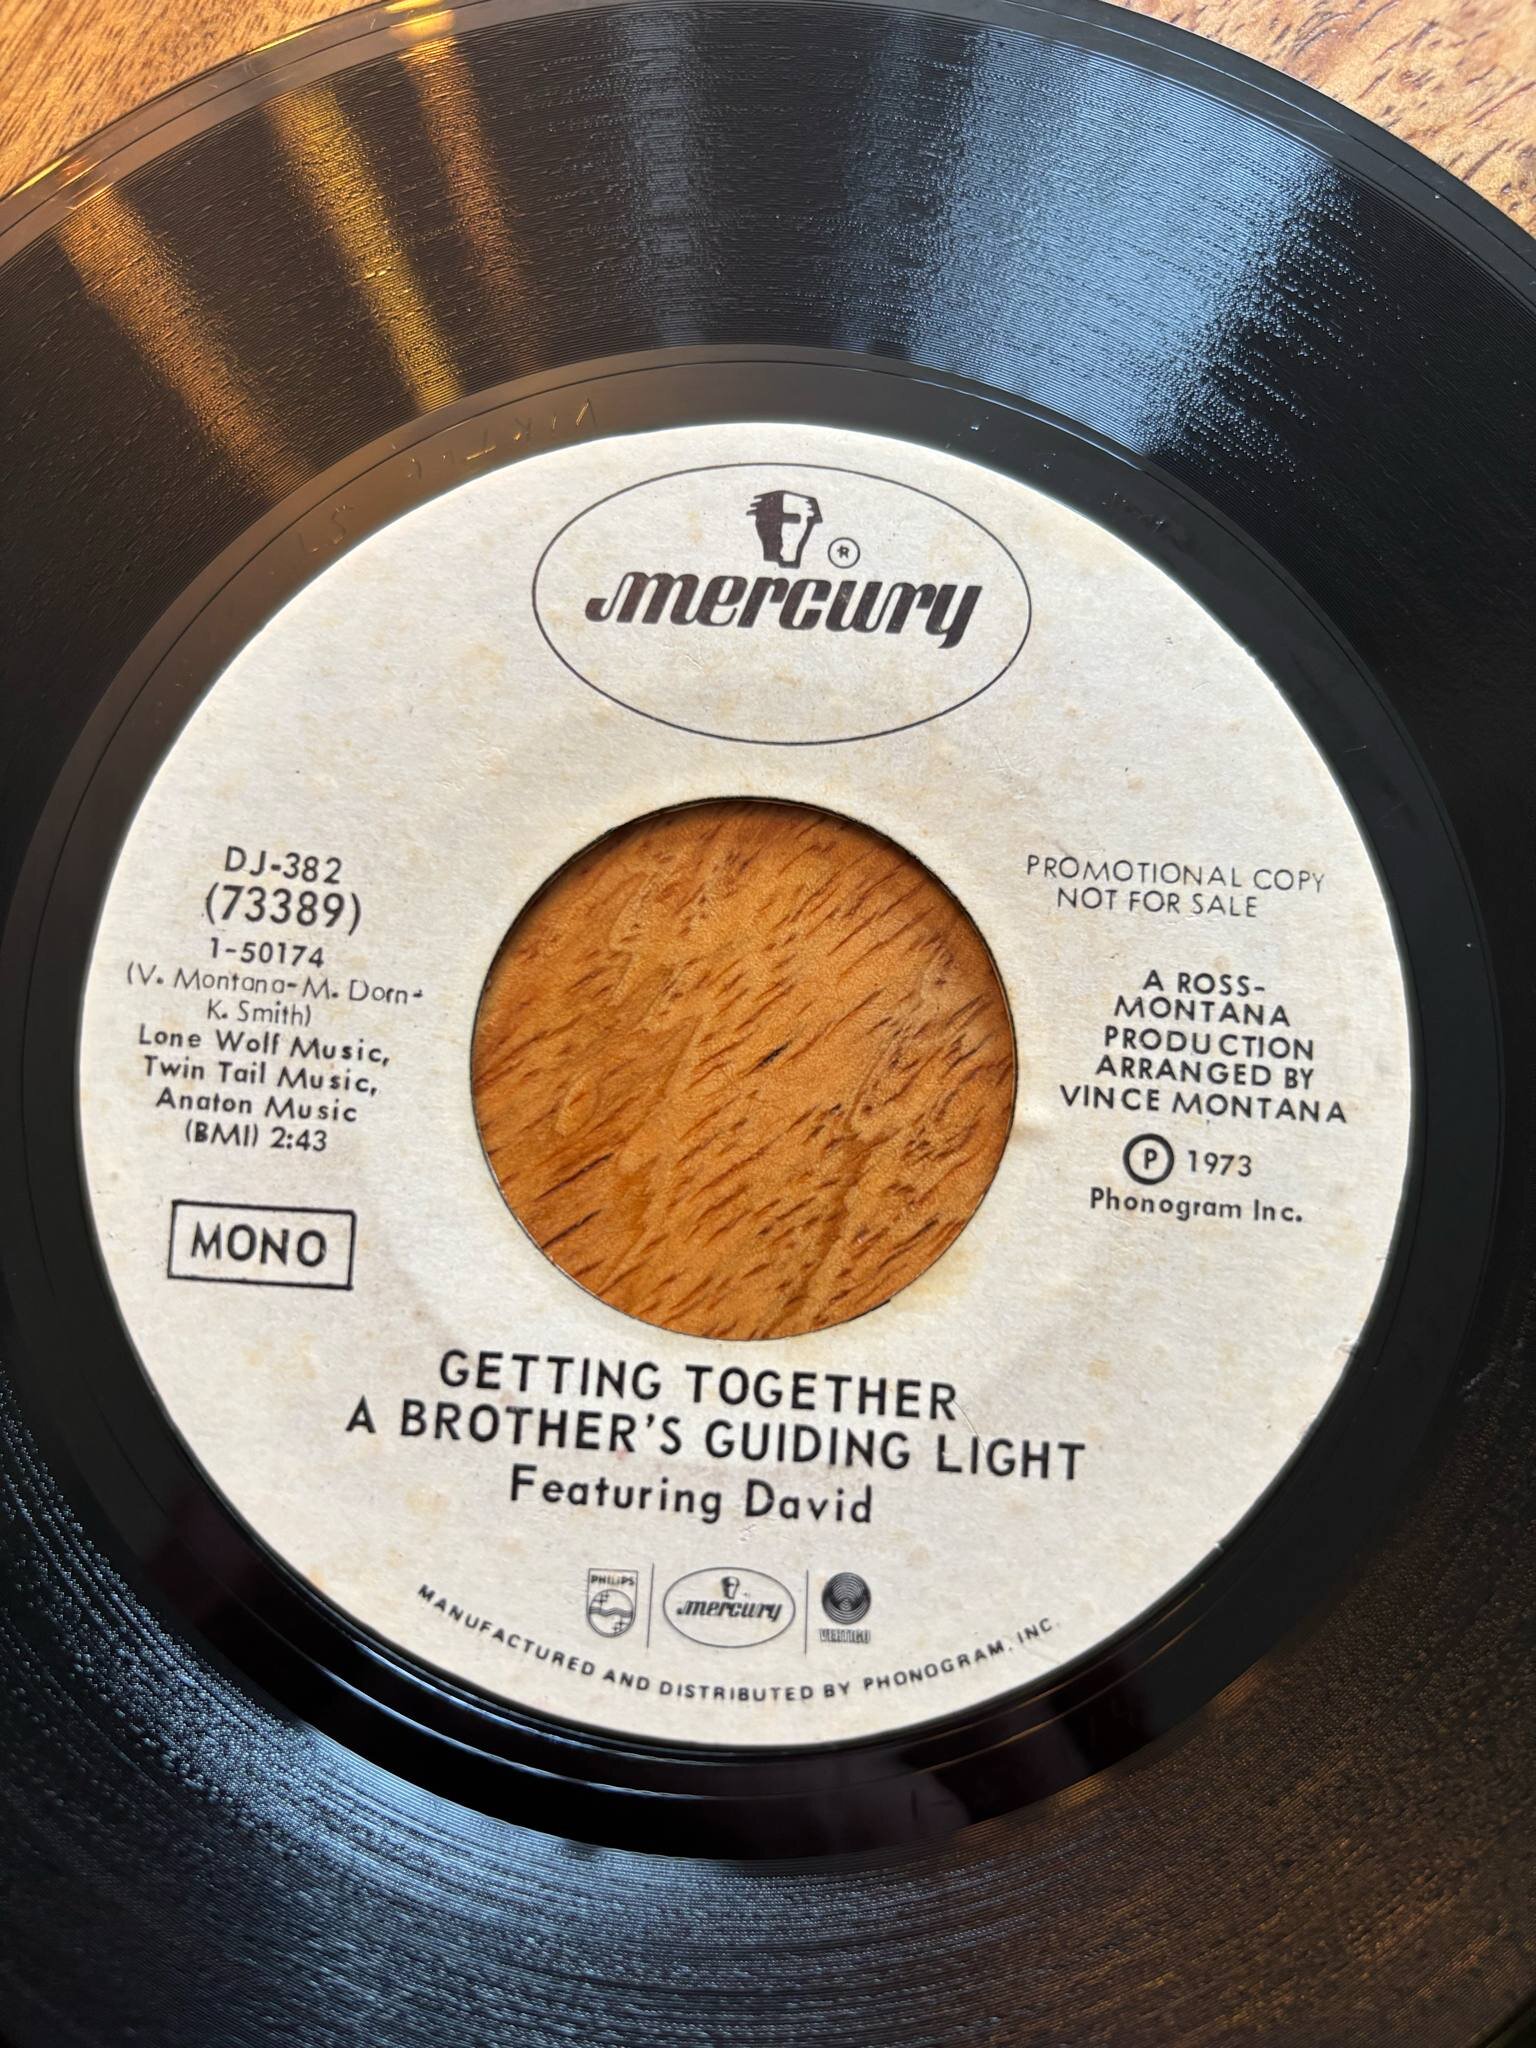 mercury
®
DJ-382
(73389)
1-50174
(V. Montana-M. Dorn-
K. Smith)
Lone Wolf Music,
Twin Tail Music,
Anaton Music
(BMI) 2:43
MONO
PROMOTIONAL COPY
NOT FOR SALE
A ROSS-
MONTANA
PRODUCTION
ARRANGED BY
VINCE MONTANA
Ⓟ 1973
Phonogram Inc.
GETTING TOGETHER
A BROTHER'S GUIDING LIGHT
Featuring David
PHILIPS
mercury
VERTIGO
MANUFACTURED AND DISTRIBUTED BY PHONOGRAM, INC.